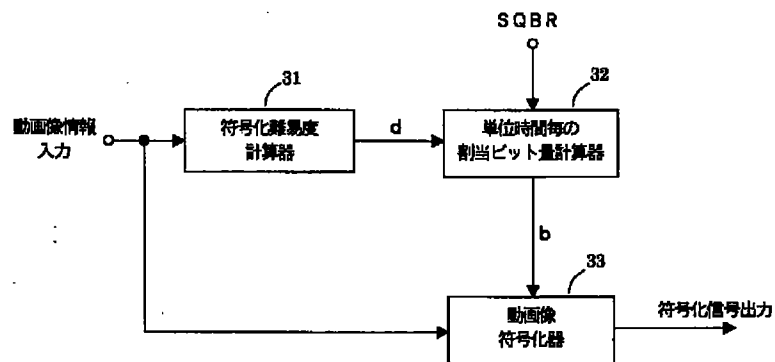 SQBR
31
32
動画像情報
入力
符号化難易度
計算器
d
単位時間毎の
割当ビット量計算器
b
33
動画像
符号化器
符号化信号出力